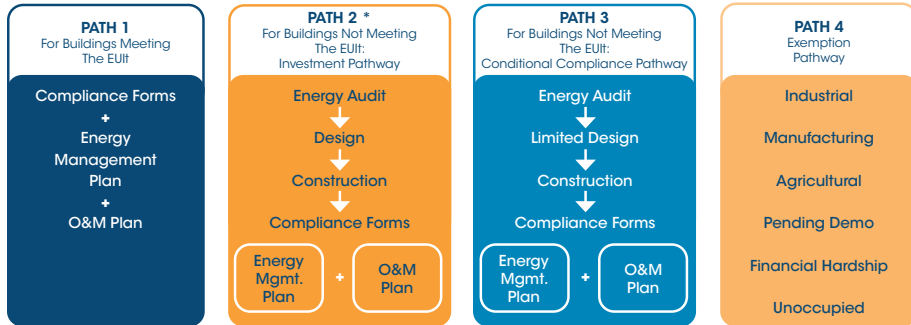 PATH 1
For Buildings Meeting
The EUIt
Compliance Forms
+
Energy
Management
Plan
+
O&M Plan
PATH 2 *
For Buildings Not Meeting
The EUIt:
Investment Pathway
Energy Audit
Design
Construction
Compliance Forms
Energy
Mgmt.
Plan
+
O&M
Plan
PATH 3
For Buildings Not Meeting
The EUIt:
Conditional Compliance Pathway
Energy Audit
Limited Design
Construction
Compliance Forms
Energy
Mgmt.
Plan
+
O&M
Plan
PATH 4
Exemption
Pathway
Industrial
Manufacturing
Agricultural
Pending Demo
Financial Hardship
Unoccupied